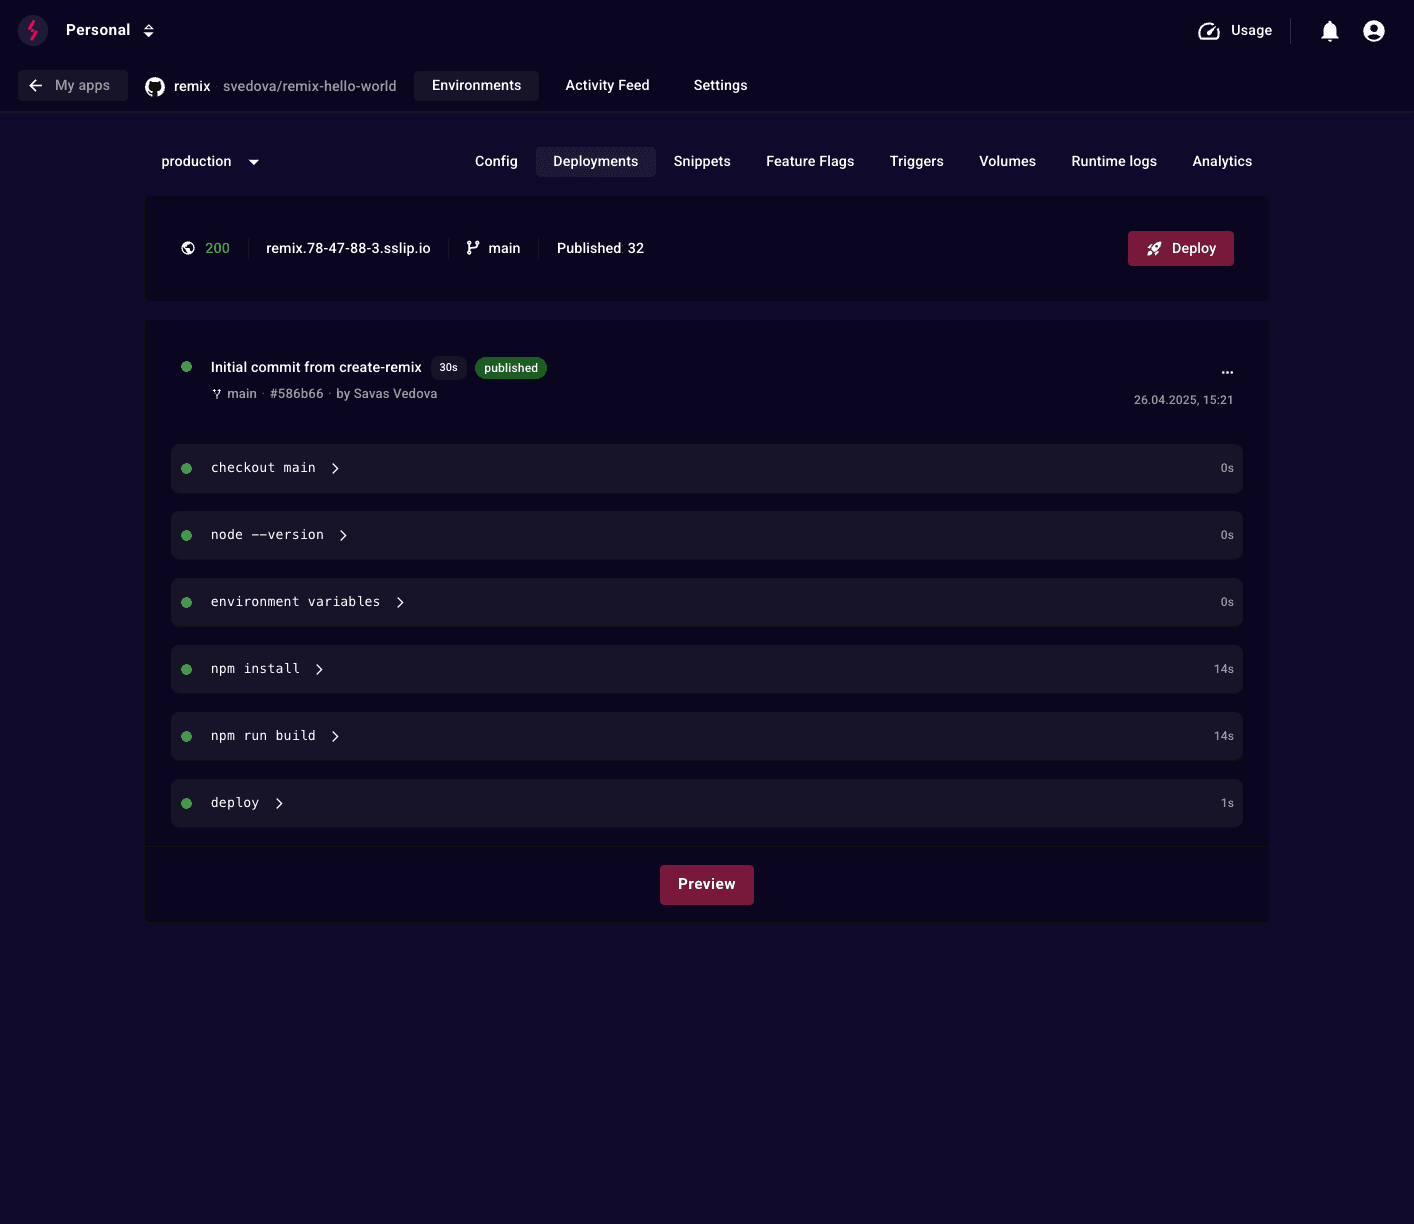 Personal
Usage
My apps
remix · svedova/remix-hello-world
Environments
Activity Feed
Settings
production
Config
Deployments
Snippets
Feature Flags
Triggers
Volumes
Runtime logs
Analytics
200
remix.78-47-88-3.sslip.io
main
Published: 32
Deploy
Initial commit from create-remix
30s
published
...
main · #586b66 · by Savas Vedova
26.04.2025, 15:21
checkout main
0s
node --version
0s
environment variables
0s
npm install
14s
npm run build
14s
deploy
1s
Preview